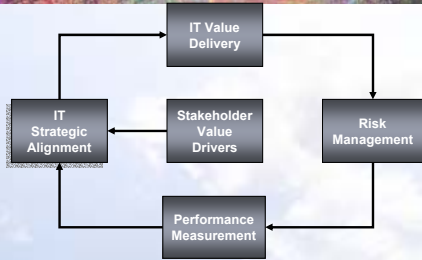 IT Value
Delivery
IT
Strategic
Alignment
Stakeholder
Value
Drivers
Risk
Management
Performance
Measurement